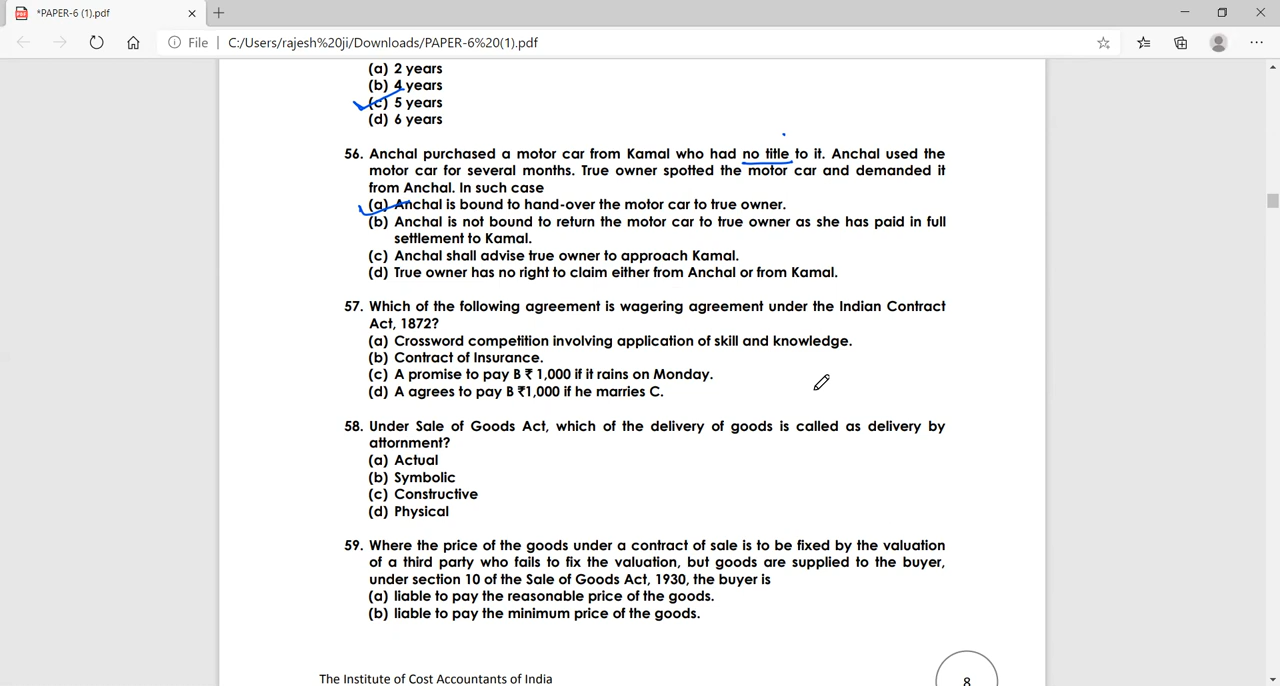 *PAPER-6 (1).pdf
File | C:/Users/rajesh%20ji/Downloads/PAPER-6%20(1).pdf
(a) 2 years
(b) 4 years
(c) 5 years
(d) 6 years
56. Anchal purchased a motor car from Kamal who had no title to it. Anchal used the
motor car for several months. True owner spotted the motor car and demanded it
from Anchal. In such case
(a) Anchal is bound to hand-over the motor car to true owner.
(b) Anchal is not bound to return the motor car to true owner as she has paid in full
settlement to Kamal.
(c) Anchal shall advise true owner to approach Kamal.
(d) True owner has no right to claim either from Anchal or from Kamal.
57. Which of the following agreement is wagering agreement under the Indian Contract
Act, 1872?
(a) Crossword competition involving application of skill and knowledge.
(b) Contract of Insurance.
(c) A promise to pay B ₹ 1,000 if it rains on Monday.
(d) A agrees to pay B ₹1,000 if he marries C.
58. Under Sale of Goods Act, which of the delivery of goods is called as delivery by
attornment?
(a) Actual
(b) Symbolic
(c) Constructive
(d) Physical
59. Where the price of the goods under a contract of sale is to be fixed by the valuation
of a third party who fails to fix the valuation, but goods are supplied to the buyer,
under section 10 of the Sale of Goods Act, 1930, the buyer is
(a) liable to pay the reasonable price of the goods.
(b) liable to pay the minimum price of the goods.
The Institute of Cost Accountants of India
8